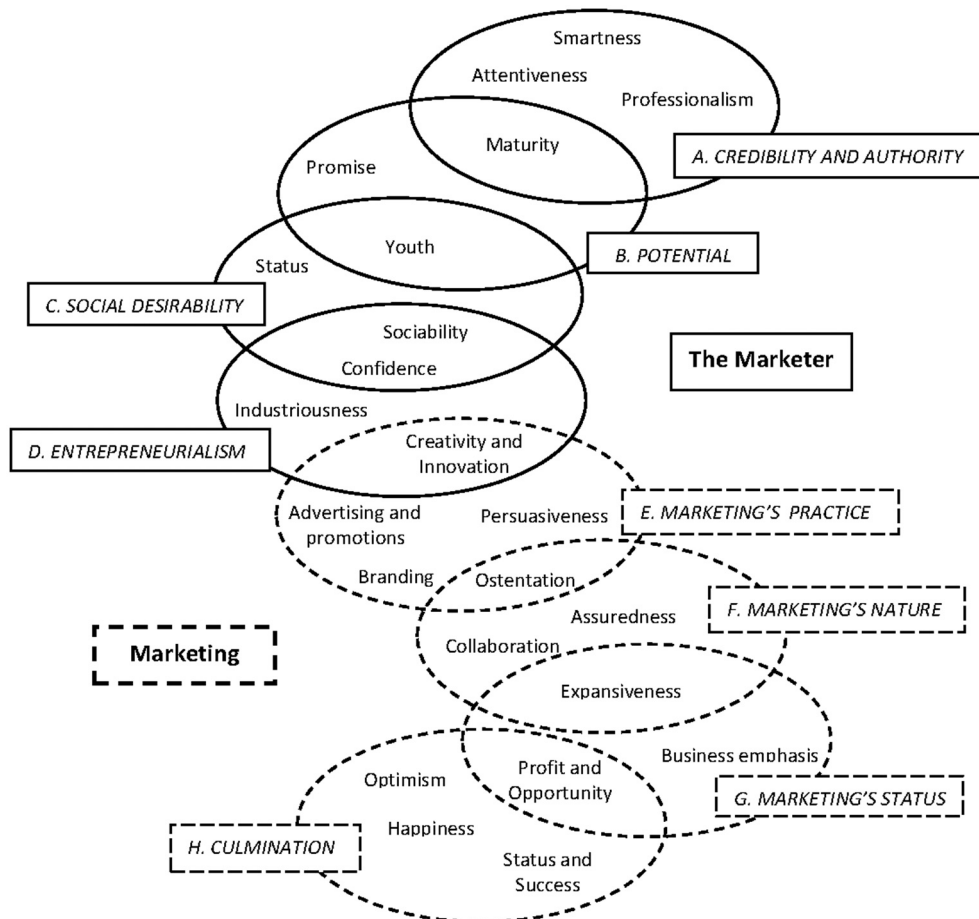 Smartness
Attentiveness
Professionalism
Maturity
A. CREDIBILITY AND AUTHORITY
Promise
Youth
B. POTENTIAL
Status
C. SOCIAL DESIRABILITY
Sociability
The Marketer
Confidence
Industriousness
D. ENTREPRENEURIALISM
Creativity and
Innovation
Advertising and
promotions
Persuasiveness
E. MARKETING'S PRACTICE
Branding
Ostentation
Assuredness
F. MARKETING'S NATURE
Marketing
Collaboration
Expansiveness
Business emphasis
Optimism
Profit and
Opportunity
G. MARKETING'S STATUS
Happiness
H. CULMINATION
Status and
Success